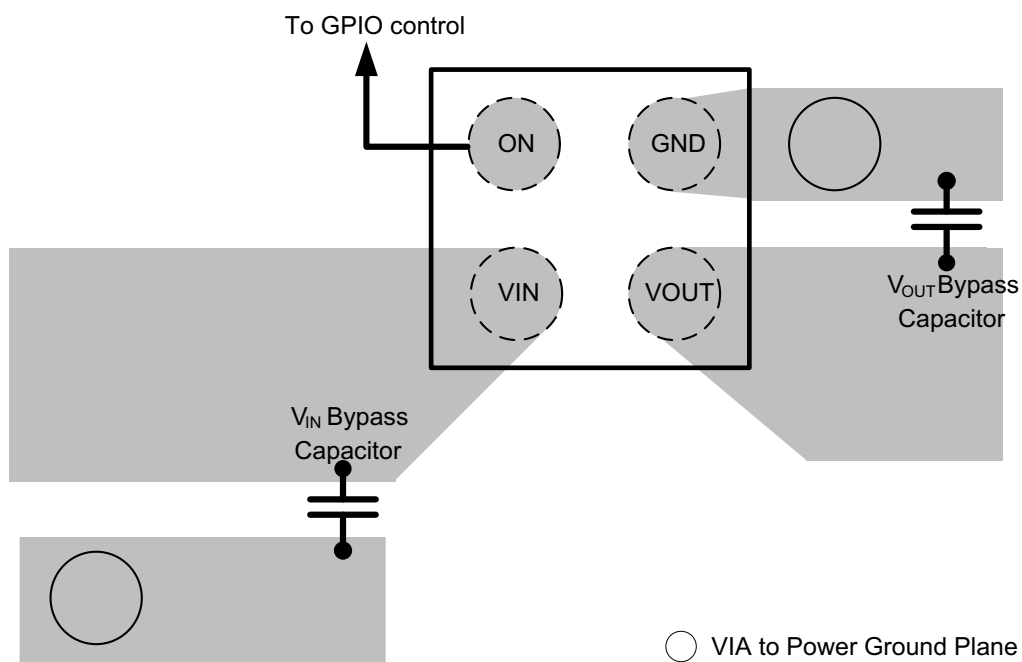 To GPIO control
ON
GND
VIN
VOUT
VOUT Bypass
Capacitor
VIN Bypass
Capacitor
VIA to Power Ground Plane